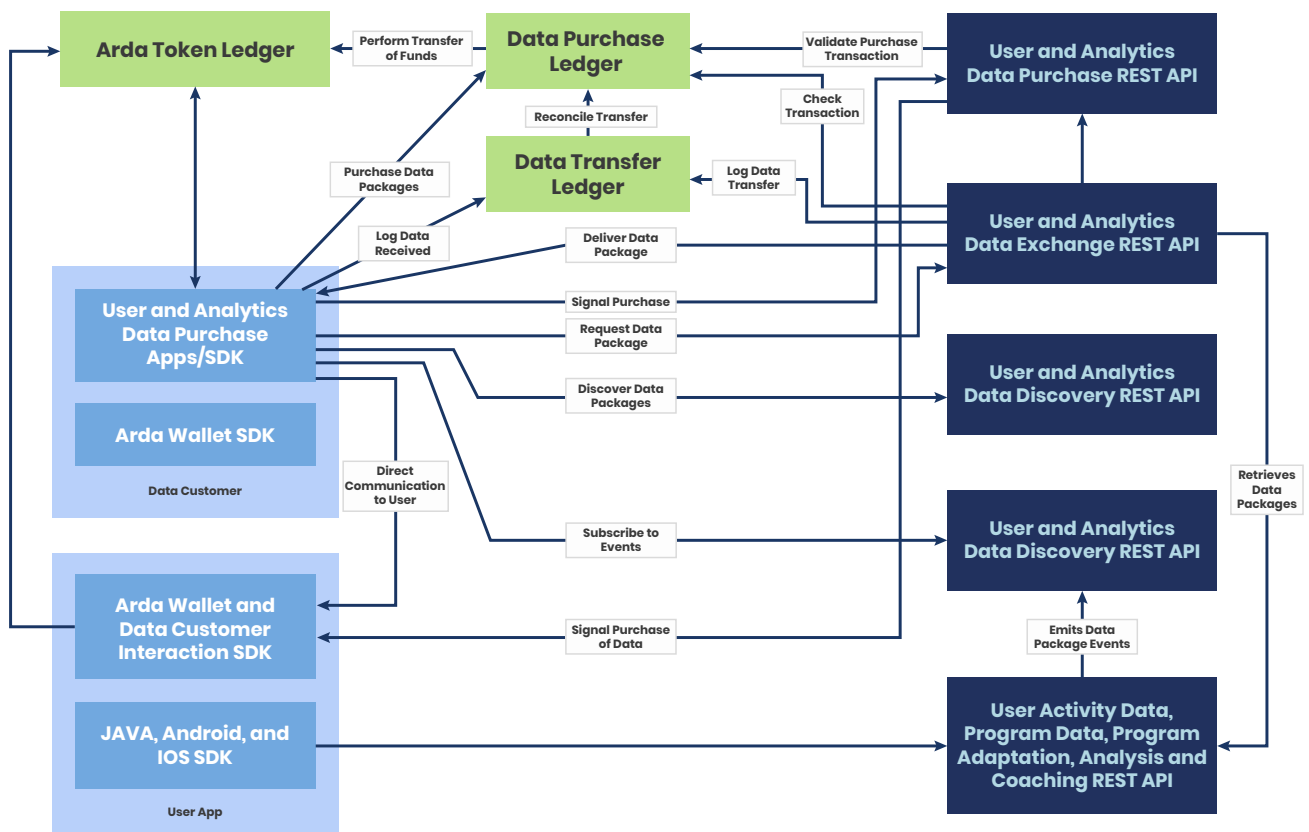 Arda Token Ledger
Perform Transfer
of Funds
Data Purchase
Ledger
Validate Purchase
Transaction
User and Analytics
Data Purchase REST API
Check
Transaction
Reconcile Transfer
Purchase Data
Packages
Data Transfer
Ledger
Log Data
Transfer
Log Data
Received
Deliver Data
Package
User and Analytics
Data Exchange REST API
User and Analytics
Data Purchase
Apps/SDK
Signal Purchase
Request Data
Package
Discover Data
Packages
User and Analytics
Data Discovery REST API
Arda Wallet SDK
Data Customer
Direct
Communication
to User
Retrieves
Data
Packages
Subscribe to
Events
User and Analytics
Data Discovery REST API
Arda Wallet and
Data Customer
Interaction SDK
Signal Purchase
of Data
Emits Data
Package Events
JAVA, Android, and
IOS SDK
User App
User Activity Data,
Program Data, Program
Adaptation, Analysis and
Coaching REST API